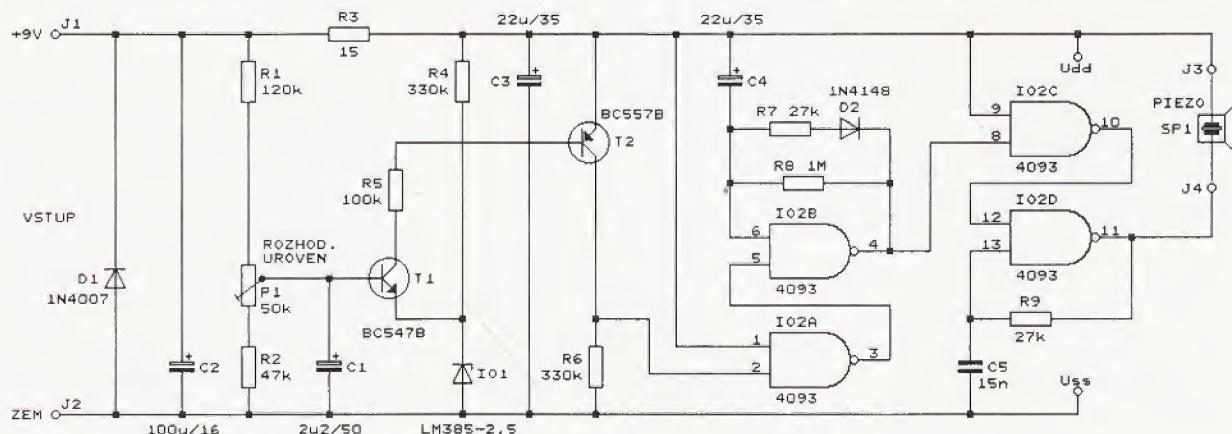 +9V
J1
R3
15
22u/35
22u/35
R1
120k
R4
330k
C3
BC557B
T2
C4
1N4148
D2
R7 27k
R8 1M
IO2C
9
8
10
4093
Udd
J3
PIEZO
SP1
J4
VSTUP
R5
100k
ROZHOD.
UROVEN
D1
1N4007
P1
50k
T1
BC547B
IO2B
6
5
4
4093
IO2D
12
13
11
4093
R9
27k
R2
47k
C2
C1
IO1
R6
330k
IO2A
1
2
3
4093
C5
15n
Uss
ZEM
J2
100u/16
2u2/50
LM385-2,5